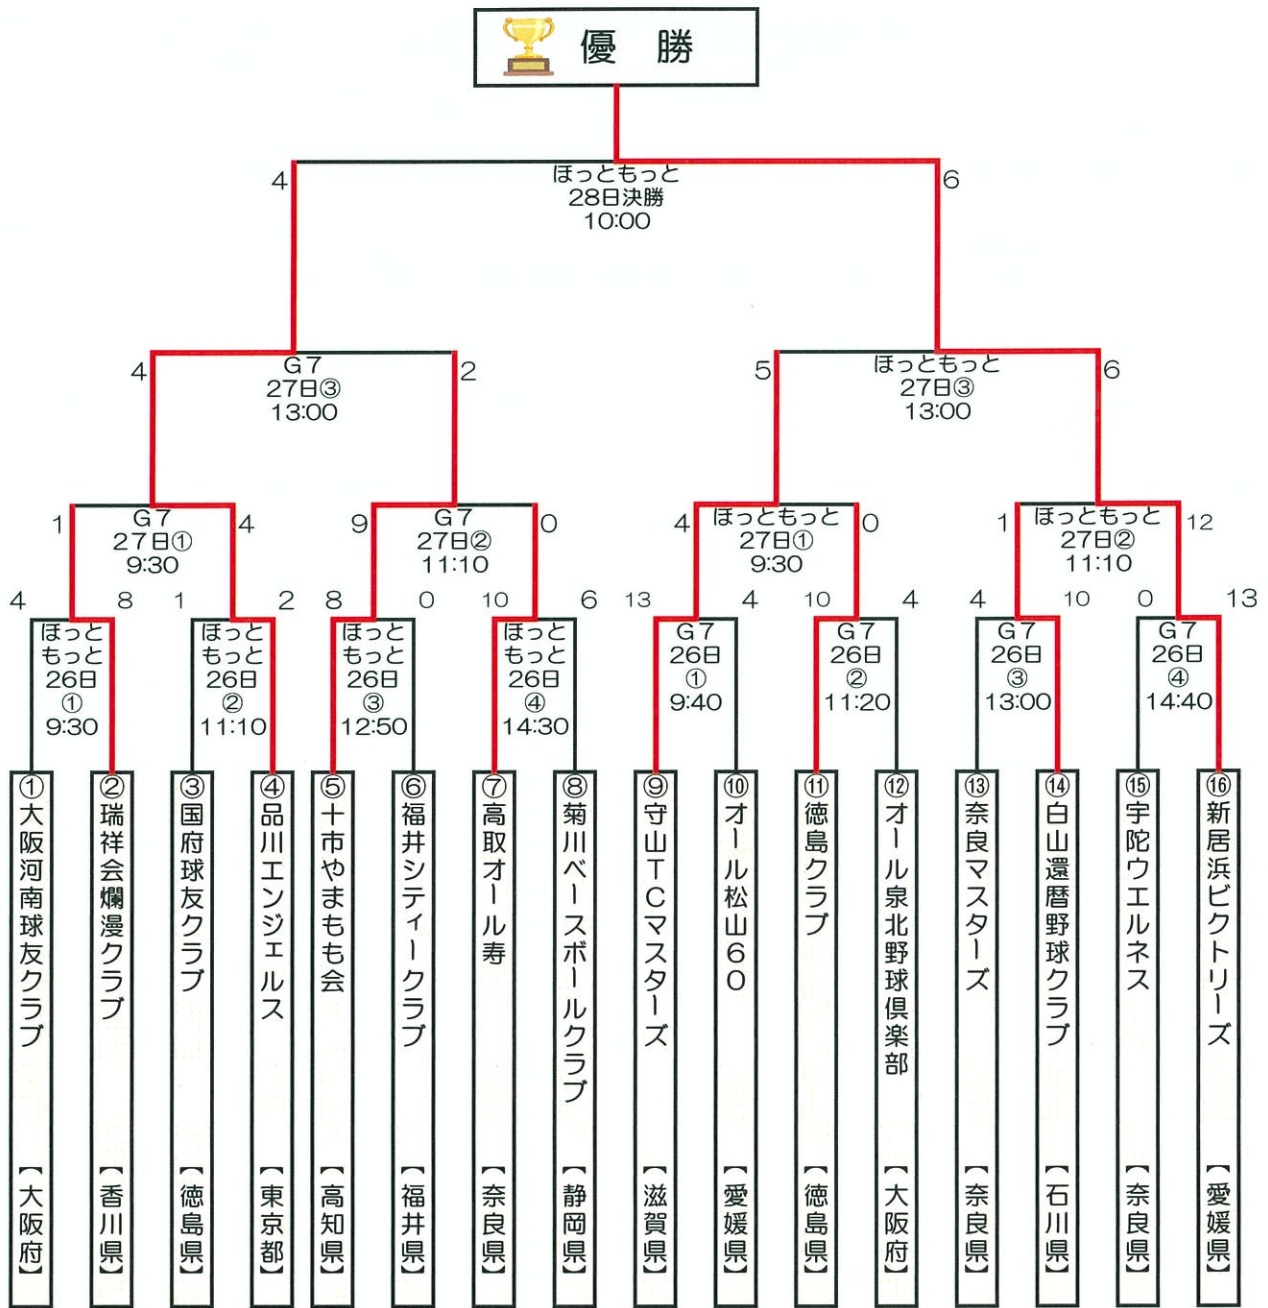 優 勝
4
6
ほっともっと
28日決勝
10:00
4
2
5
6
G7
27日③
13:00
ほっともっと
27日③
13:00
1
4
9
0
4
0
1
12
G7
27日①
9:30
G7
27日②
11:10
ほっともっと
27日①
9:30
ほっともっと
27日②
11:10
4
8
1
2
8
0
10
6
13
4
10
4
4
10
0
13
ほっと
もっと
26日
①
9:30
ほっと
もっと
26日
②
11:10
ほっと
もっと
26日
③
12:50
ほっと
もっと
26日
④
14:30
G7
26日
①
9:40
G7
26日
②
11:20
G7
26日
③
13:00
G7
26日
④
14:40
①大阪河南球友クラブ【大阪府】
②瑞祥会爛漫クラブ【香川県】
③国府球友クラブ【徳島県】
④品川エンジェルス【東京都】
⑤十市やまもも会【高知県】
⑥福井シティークラブ【福井県】
⑦高取オール寿【奈良県】
⑧菊川ベースボールクラブ【静岡県】
⑨守山TCマスターズ【滋賀県】
⑩オール松山60【愛媛県】
⑪徳島クラブ【徳島県】
⑫オール泉北野球倶楽部【大阪府】
⑬奈良マスターズ【奈良県】
⑭白山還暦野球クラブ【石川県】
⑮宇陀ウエルネス【奈良県】
⑯新居浜ビクトリーズ【愛媛県】